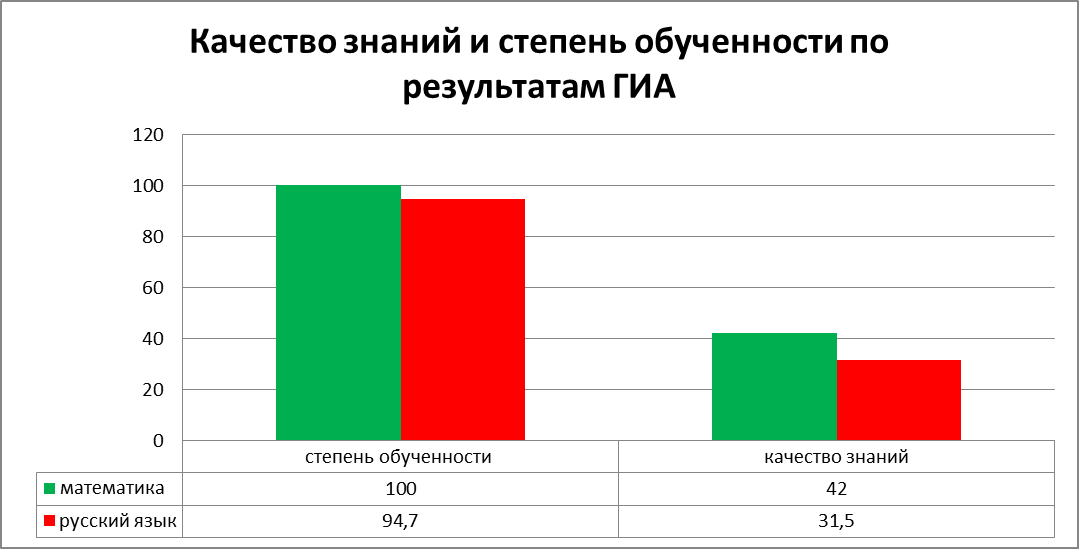 Качество знаний и степень обученности по
результатам ГИА
120
100
80
60
40
20
0
степень обученности качество знаний
математика 100 42
русский язык 94,7 31,5